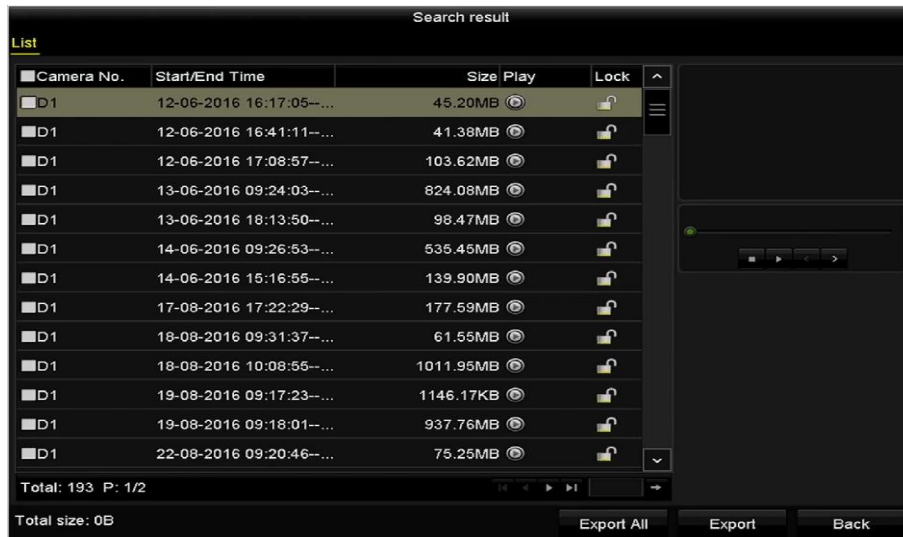 Search result
List
Camera No. Start/End Time Size Play Lock
D1 12-06-2016 16:17:05--... 45.20MB
D1 12-06-2016 16:41:11--... 41.38MB
D1 12-06-2016 17:08:57--... 103.62MB
D1 13-06-2016 09:24:03--... 824.08MB
D1 13-06-2016 18:13:50--... 98.47MB
D1 14-06-2016 09:26:53--... 535.45MB
D1 14-06-2016 15:16:55--... 139.90MB
D1 17-08-2016 17:22:29--... 177.59MB
D1 18-08-2016 09:31:37--... 61.55MB
D1 18-08-2016 10:08:55--... 1011.95MB
D1 19-08-2016 09:17:23--... 1146.17KB
D1 19-08-2016 09:18:01--... 937.76MB
D1 22-08-2016 09:20:46--... 75.25MB
Total: 193 P: 1/2
Total size: 0B Export All Export Back